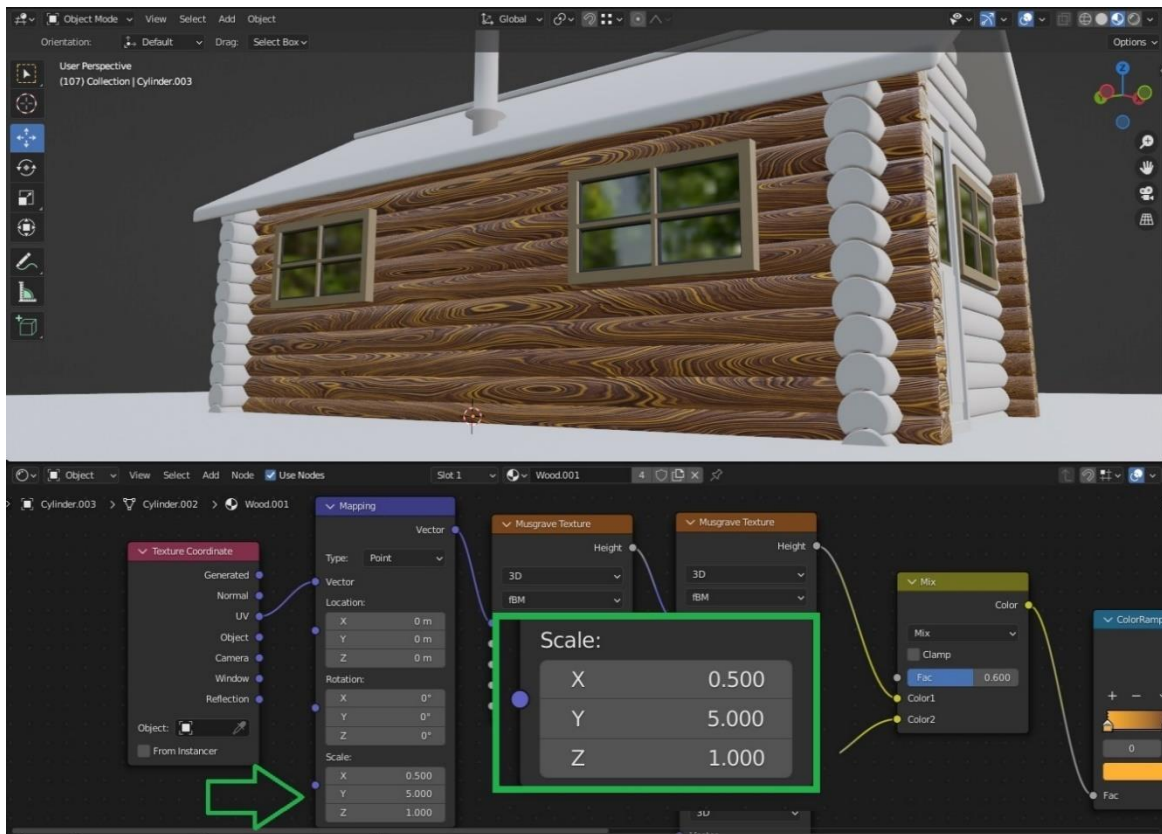 Object Mode View Select Add Object Global
Orientation: Default Drag: Select Box Options
User Perspective
(107) Collection | Cylinder.003
Z
Object View Select Add Node Use Nodes Slot 1 Wood.001 4
Cylinder.003 > Cylinder.002 > Wood.001
Texture Coordinate
Generated
Normal
UV
Object
Camera
Window
Reflection
Object:
From Instancer
Mapping
Vector
Type: Point
Vector
Location:
X 0 m
Y 0 m
Z 0 m
Rotation:
X 0°
Y 0°
Z 0°
Scale:
X 0.500
Y 5.000
Z 1.000
Musgrave Texture
Height
3D
fBM
Musgrave Texture
Height
3D
fBM
Scale:
X 0.500
Y 5.000
Z 1.000
3D
Mix
Color
Mix
Clamp
Fac 0.600
Color1
Color2
ColorRamp
0
Fac